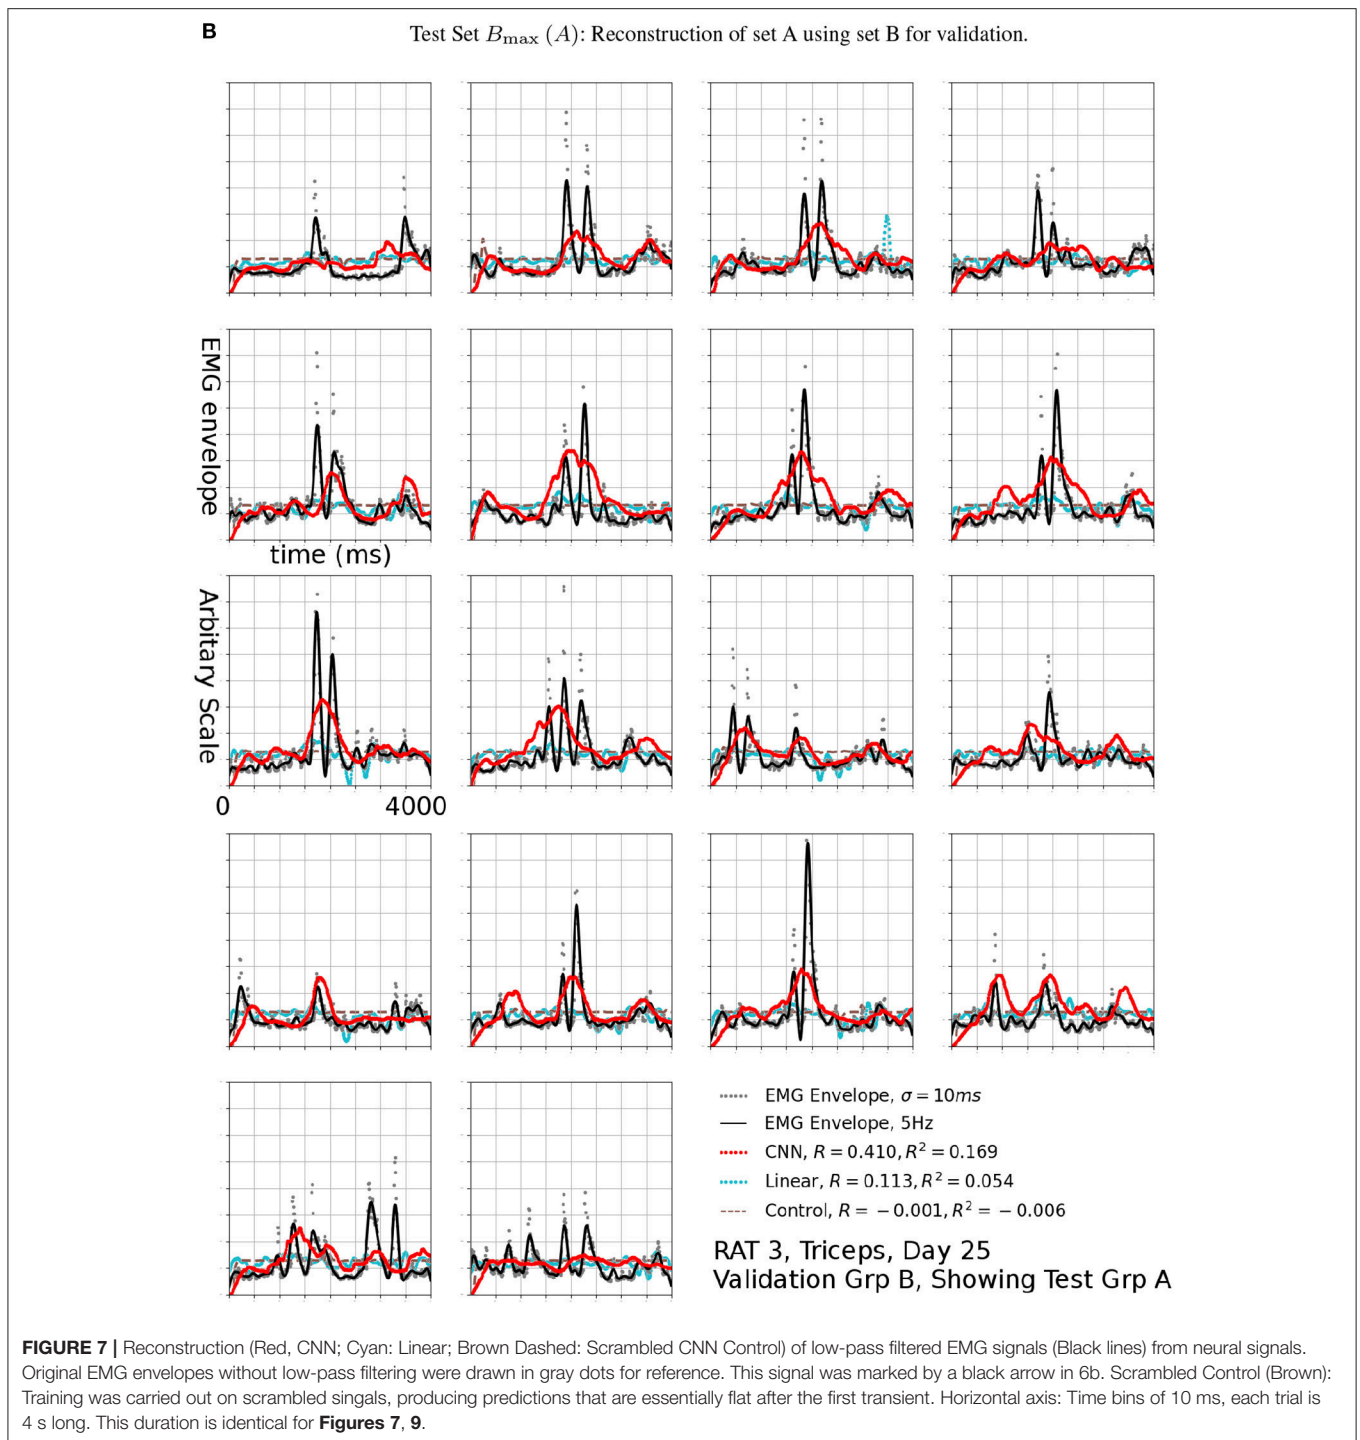 B
Test Set Bmax (A): Reconstruction of set A using set B for validation.
EMG envelope
time (ms)
Arbitary Scale
0 4000
EMG Envelope, σ = 10ms
EMG Envelope, 5Hz
CNN, R = 0.410, R² = 0.169
Linear, R = 0.113, R² = 0.054
Control, R = −0.001, R² = −0.006
RAT 3, Triceps, Day 25
Validation Grp B, Showing Test Grp A
FIGURE 7 | Reconstruction (Red, CNN; Cyan: Linear; Brown Dashed: Scrambled CNN Control) of low-pass filtered EMG signals (Black lines) from neural signals.
Original EMG envelopes without low-pass filtering were drawn in gray dots for reference. This signal was marked by a black arrow in 6b. Scrambled Control (Brown):
Training was carried out on scrambled singals, producing predictions that are essentially flat after the first transient. Horizontal axis: Time bins of 10 ms, each trial is
4 s long. This duration is identical for Figures 7, 9.